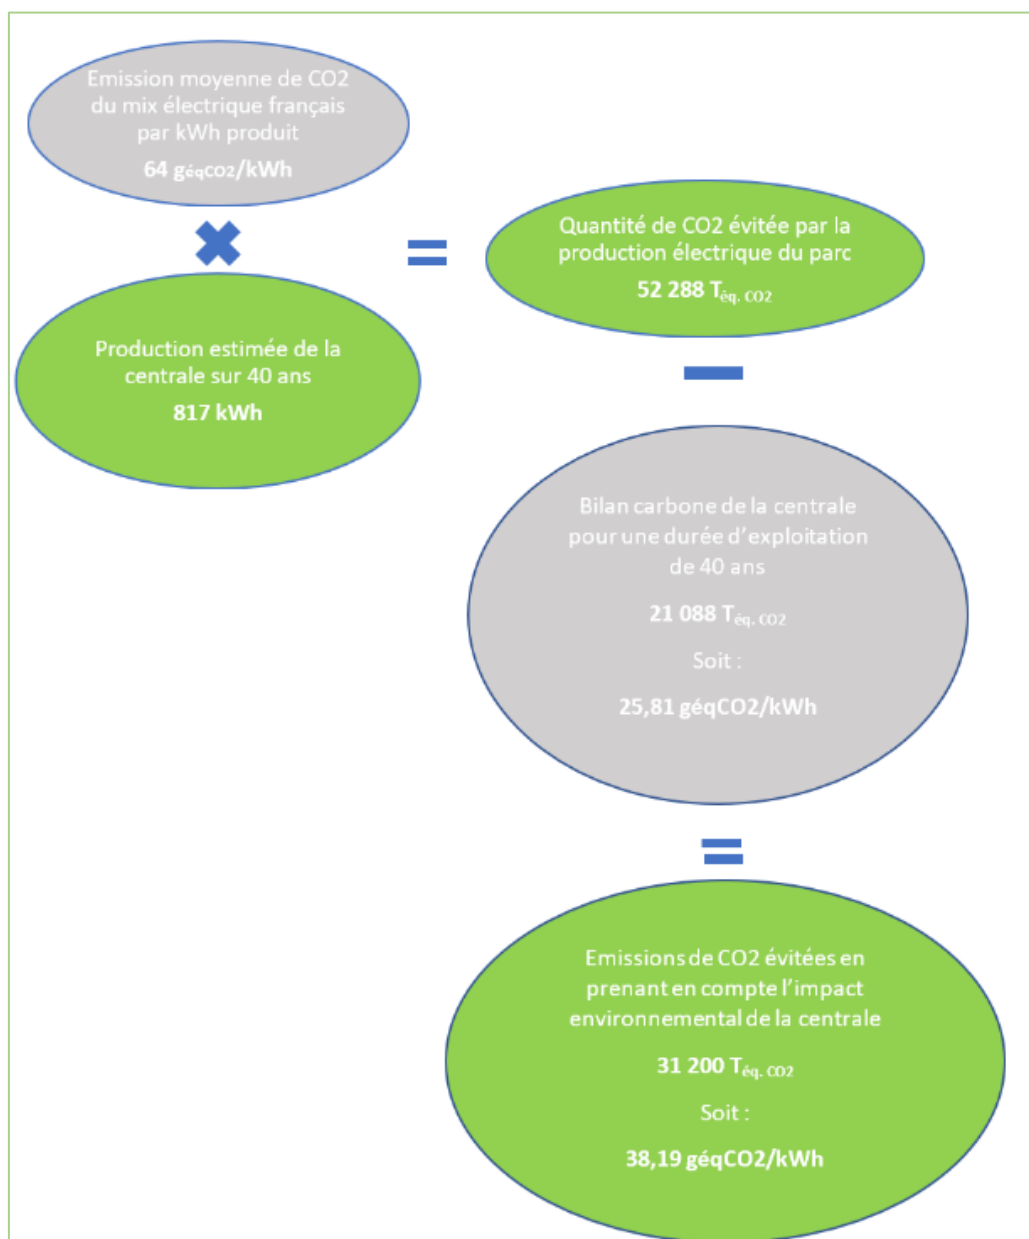 Emission moyenne de CO2
du mix électrique français
par kWh produit
64 géqCO2/kWh
Production estimée de la
centrale sur 40 ans
817 kWh
Quantité de CO2 évitée par la
production électrique du parc
52 288 Téq. CO2
Bilan carbone de la centrale
pour une durée d'exploitation
de 40 ans
21 088 Téq. CO2
Soit :
25,81 géqCO2/kWh
Emissions de CO2 évitées en
prenant en compte l'impact
environnemental de la centrale
31 200 Téq. CO2
Soit :
38,19 géqCO2/kWh